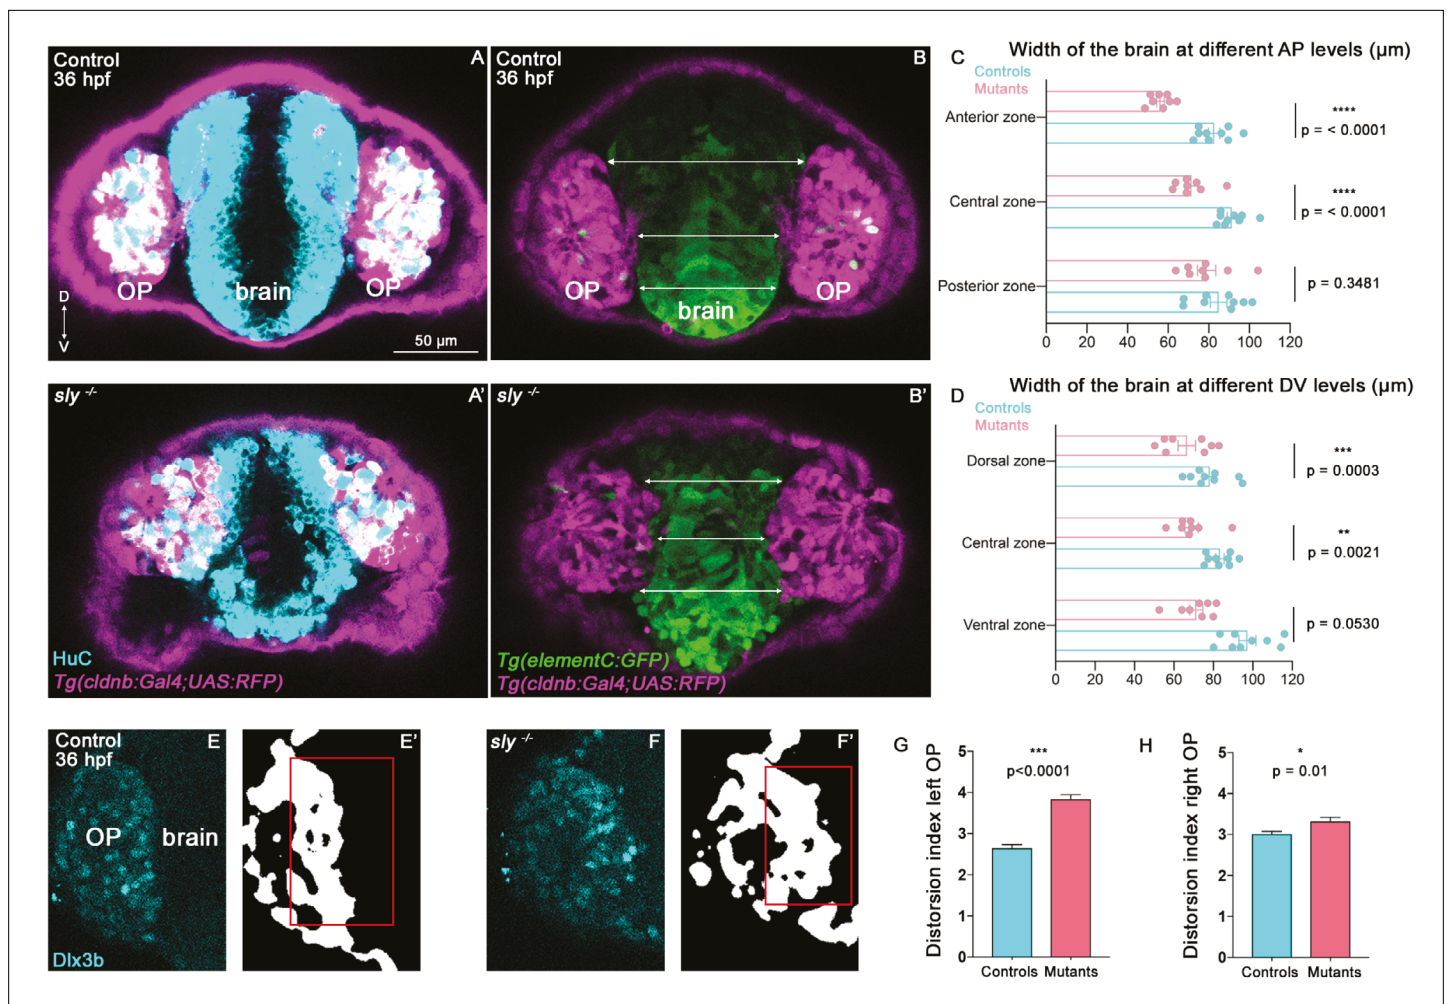 Control
36 hpf
A
OP
brain
OP
D
V
50 µm
Control
36 hpf
B
OP
brain
OP
C
Width of the brain at different AP levels (µm)
Controls
Mutants
Anterior zone
****
p = < 0.0001
Central zone
****
p = < 0.0001
Posterior zone
p = 0.3481
0 20 40 60 80 100 120
sly -/-
A'
HuC
Tg(cldnb:Gal4;UAS:RFP)
sly -/-
B'
Tg(elementC:GFP)
Tg(cldnb:Gal4;UAS:RFP)
D
Width of the brain at different DV levels (µm)
Controls
Mutants
Dorsal zone
***
p = 0.0003
Central zone
**
p = 0.0021
Ventral zone
p = 0.0530
0 20 40 60 80 100 120
Control
36 hpf
E
OP
brain
Dlx3b
E'
sly -/-
F
F'
G
Distorsion index left OP
5
4
3
2
1
0
***
p<0.0001
Controls Mutants
H
Distorsion index right OP
5
4
3
2
1
0
*
p = 0.01
Controls Mutants